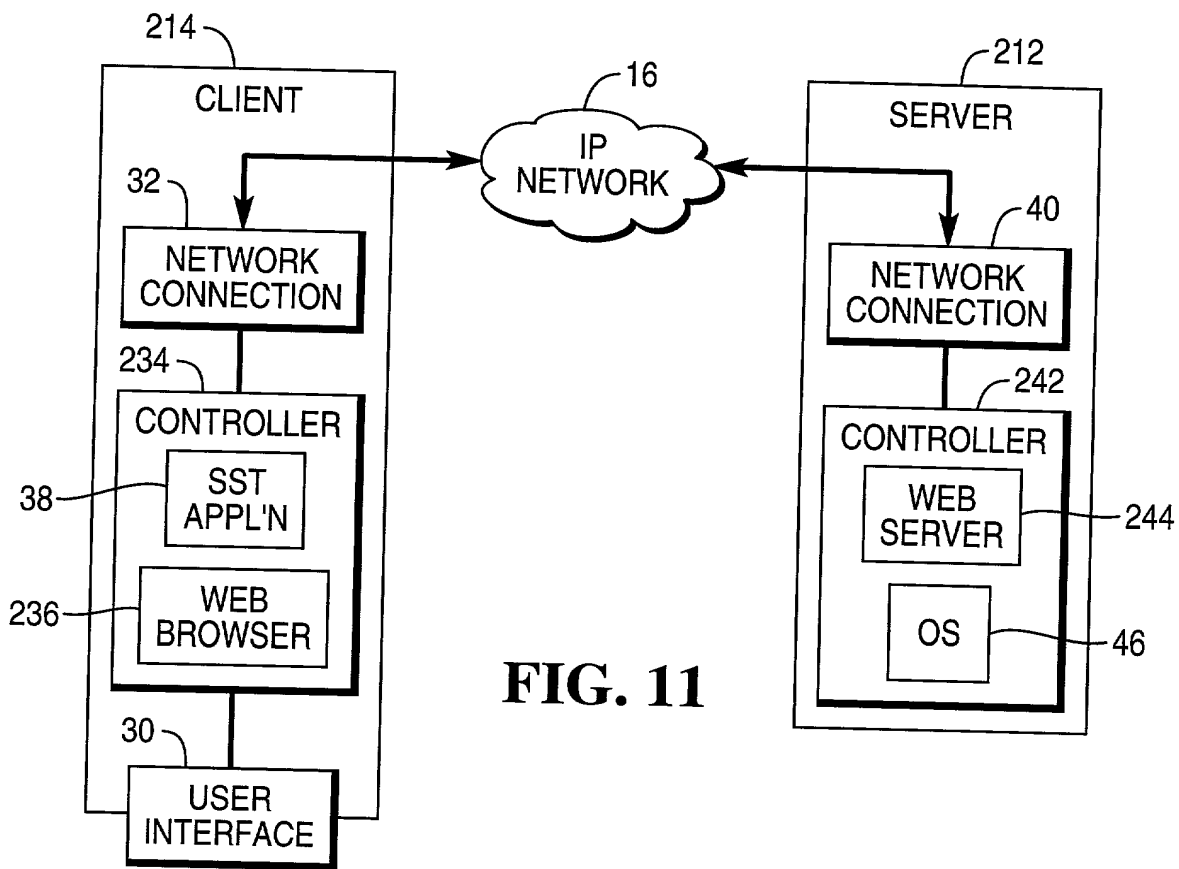 214
CLIENT
16
IP
NETWORK
212
SERVER
32
NETWORK
CONNECTION
40
NETWORK
CONNECTION
234
CONTROLLER
38
SST
APPL'N
236
WEB
BROWSER
242
CONTROLLER
WEB
SERVER
244
OS
46
FIG. 11
30
USER
INTERFACE